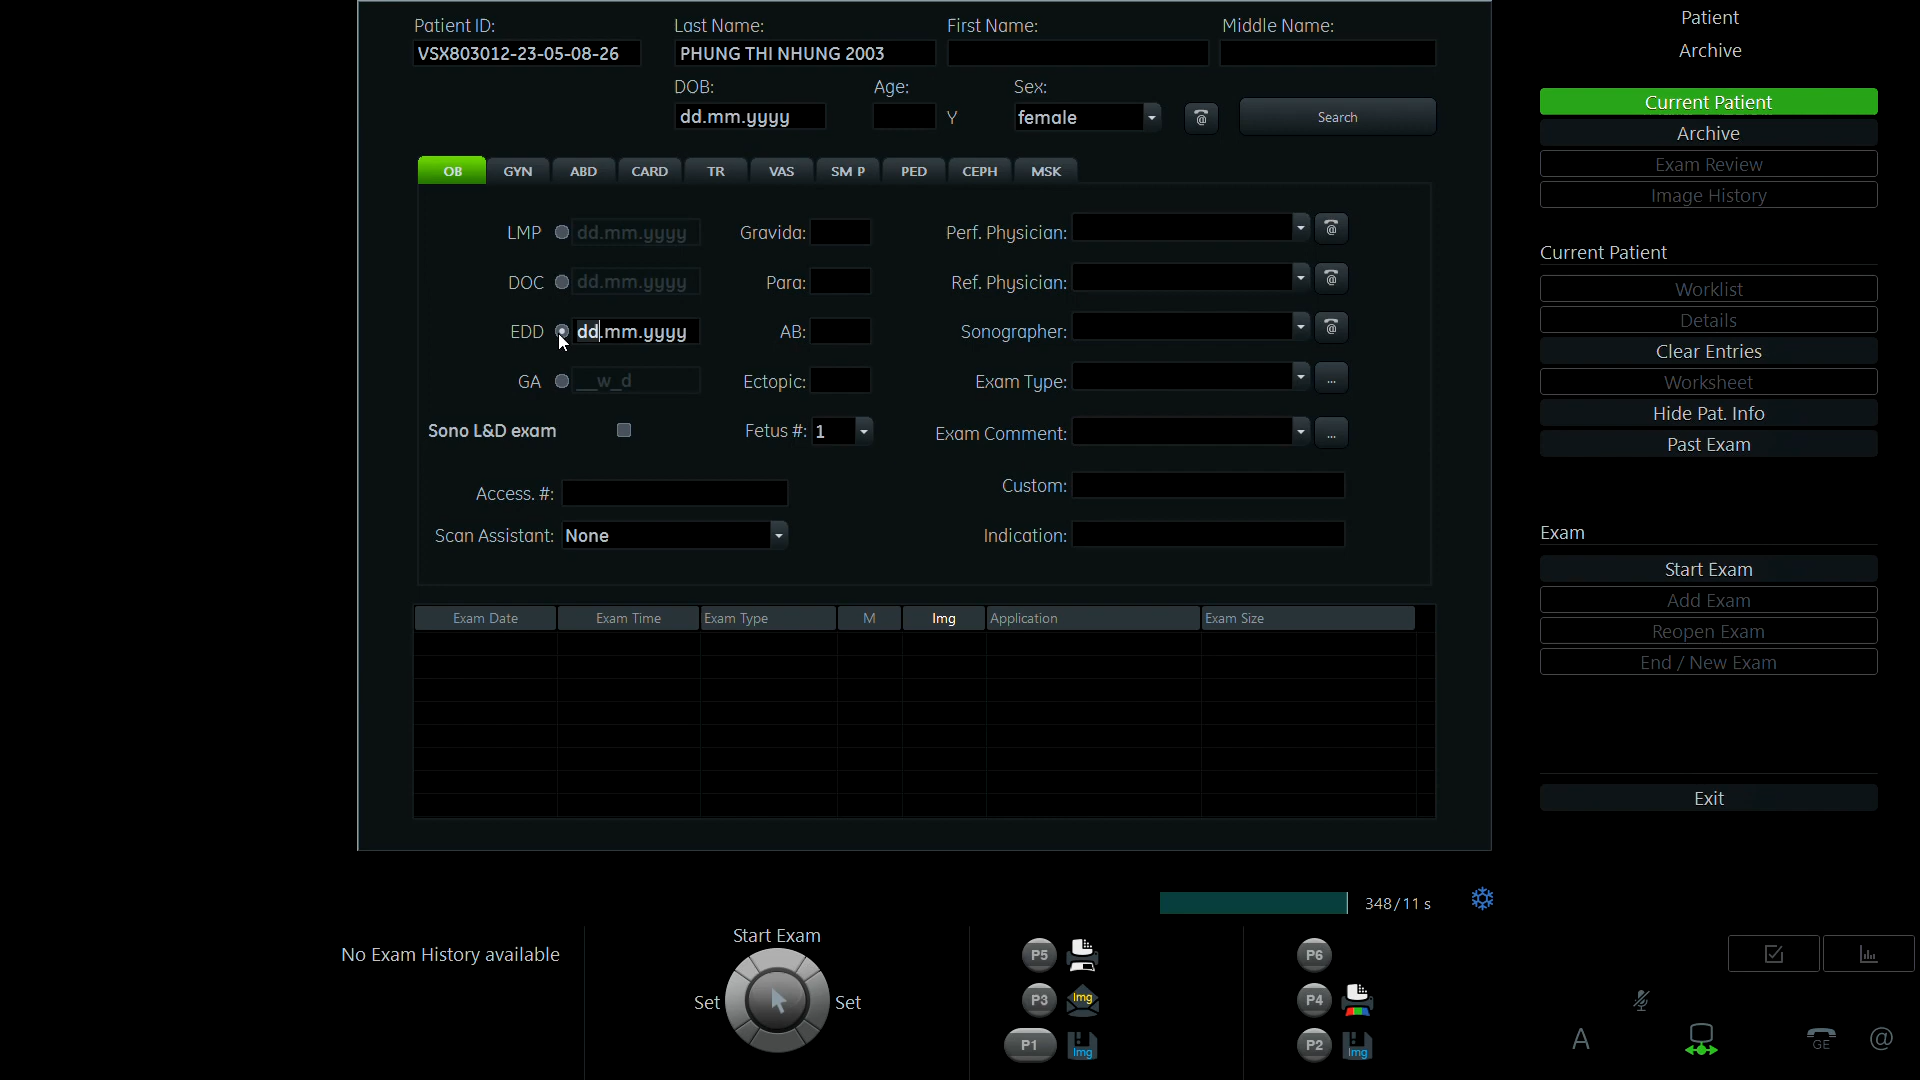 Patient ID: Last Name: First Name: Middle Name:
VSX803012-23-05-08-26 PHUNG THI NHUNG 2003
DOB: Age: Sex:
dd.mm.yyyy Y female @ Search
OB GYN ABD CARD TR VAS SM P PED CEPH MSK
LMP dd.mm.yyyy Gravida: Perf. Physician: @
DOC dd.mm.yyyy Para: Ref. Physician: @
EDD dd.mm.yyyy AB: Sonographer: @
GA __w_d Ectopic: Exam Type: ...
Sono L&D exam Fetus #: 1 Exam Comment: ...
Access. #: Custom:
Scan Assistant: None Indication:
Exam Date Exam Time Exam Type M Img Application Exam Size
Patient
Archive
Current Patient
Archive
Exam Review
Image History
Current Patient
Worklist
Details
Clear Entries
Worksheet
Hide Pat. Info
Past Exam
Exam
Start Exam
Add Exam
Reopen Exam
End / New Exam
Exit
348/11 s
No Exam History available
Start Exam
Set Set
P5 P6
P3 Img P4
P1 Img P2 Img
A GE @